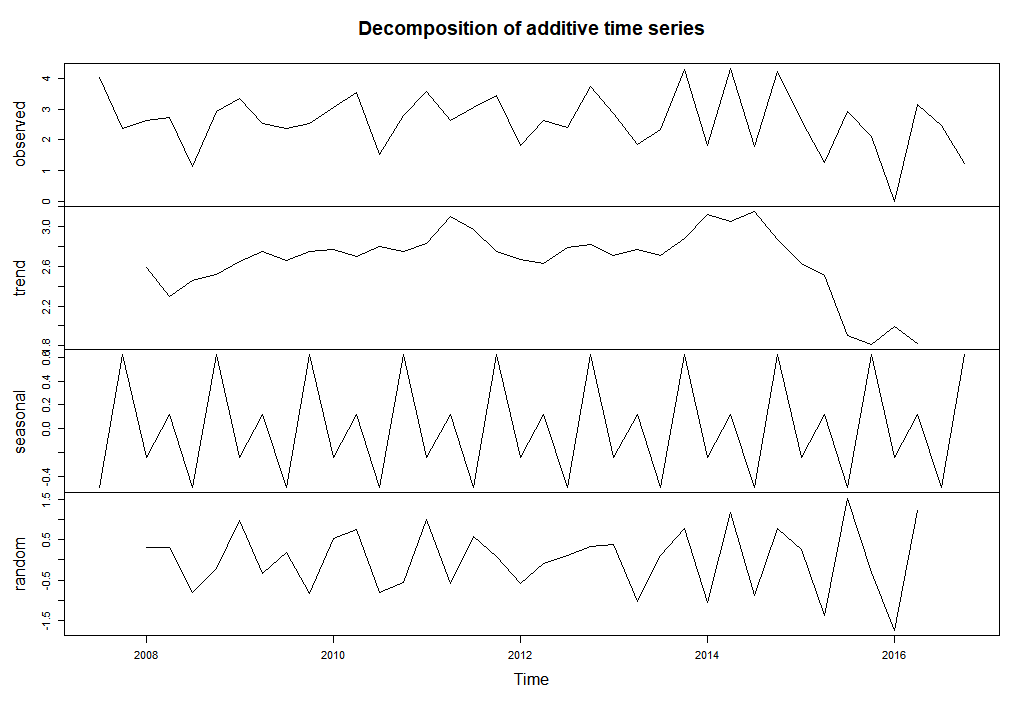 Decomposition of additive time series
observed
0 1 2 3 4
trend
1.8 2.2 2.6 3.0
seasonal
-0.4 0.0 0.2 0.4 0.6
random
-1.5 -0.5 0.5 1.5
2008 2010 2012 2014 2016
Time